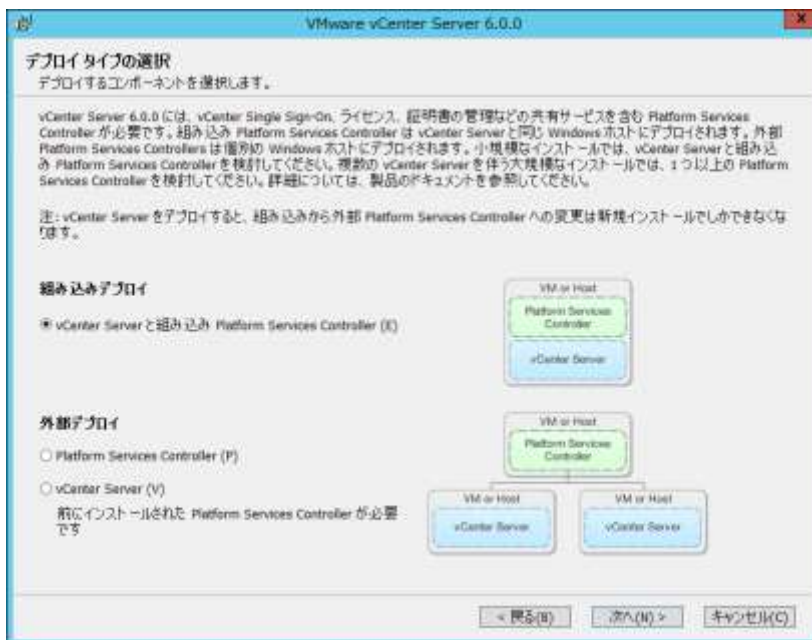 VMware vCenter Server 6.0.0
x
デプロイ タイプの選択
デプロイするコンポーネントを選択します。
vCenter Server 6.0.0 には、vCenter Single Sign-On、ライセンス、証明書の管理などの共有サービスを含む Platform Services
Controller が必要です。組み込み Platform Services Controller は vCenter Server と同じ Windows ホストにデプロイされます。外部
Platform Services Controllers は個別の Windows ホストにデプロイされます。小規模なインストールでは、vCenter Server と組み込
み Platform Services Controller を検討してください。複数の vCenter Server を伴う大規模なインストールでは、1 つ以上の Platform
Services Controller を検討してください。詳細については、製品のドキュメントを参照してください。
注: vCenter Server をデプロイすると、組み込みから外部 Platform Services Controller への変更は新規インストールでしかできなくな
ります。
組み込みデプロイ
vCenter Server と組み込み Platform Services Controller (E)
VM or Host
Platform Services
Controller
vCenter Server
外部デプロイ
Platform Services Controller (P)
vCenter Server (V)
前にインストールされた Platform Services Controller が必要
です
VM or Host
Platform Services
Controller
VM or Host
VM or Host
vCenter Server
vCenter Server
< 戻る(B)
次へ(N) >
キャンセル(C)